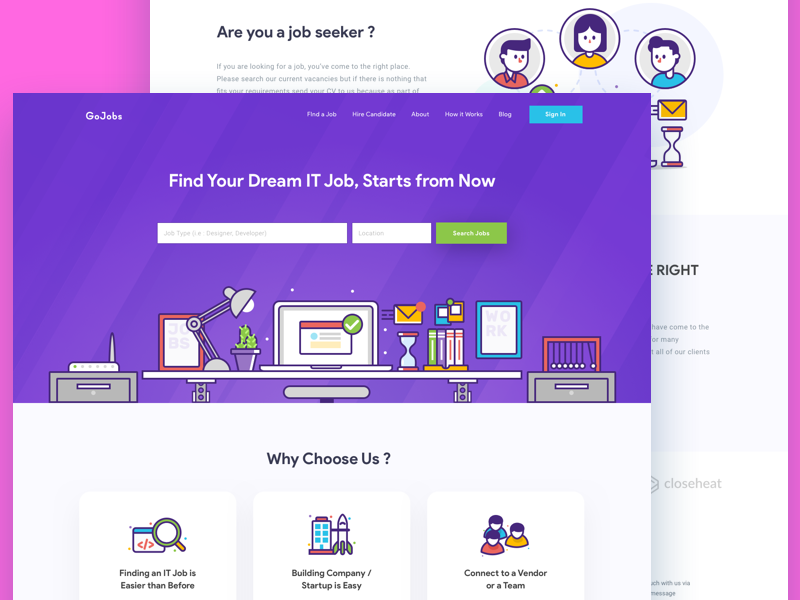 Are you a job seeker ?
If you are looking for a job, you've come to the right place.
Please search our current vacancies but if there is nothing that
fits your requirements send your CV to us because as part of
GoJobs
Find a Job
Hire Candidate
About
How it Works
Blog
Sign In
Find Your Dream IT Job, Starts from Now
Job Type (i.e : Designer, Developer)
Location
Search Jobs
JO
BS
WO
RK
RIGHT
have come to the
or many
t all of our clients
Why Choose Us ?
closeheat
Finding an IT Job is
Easier than Before
Building Company /
Startup is Easy
Connect to a Vendor
or a Team
uch with us via
message